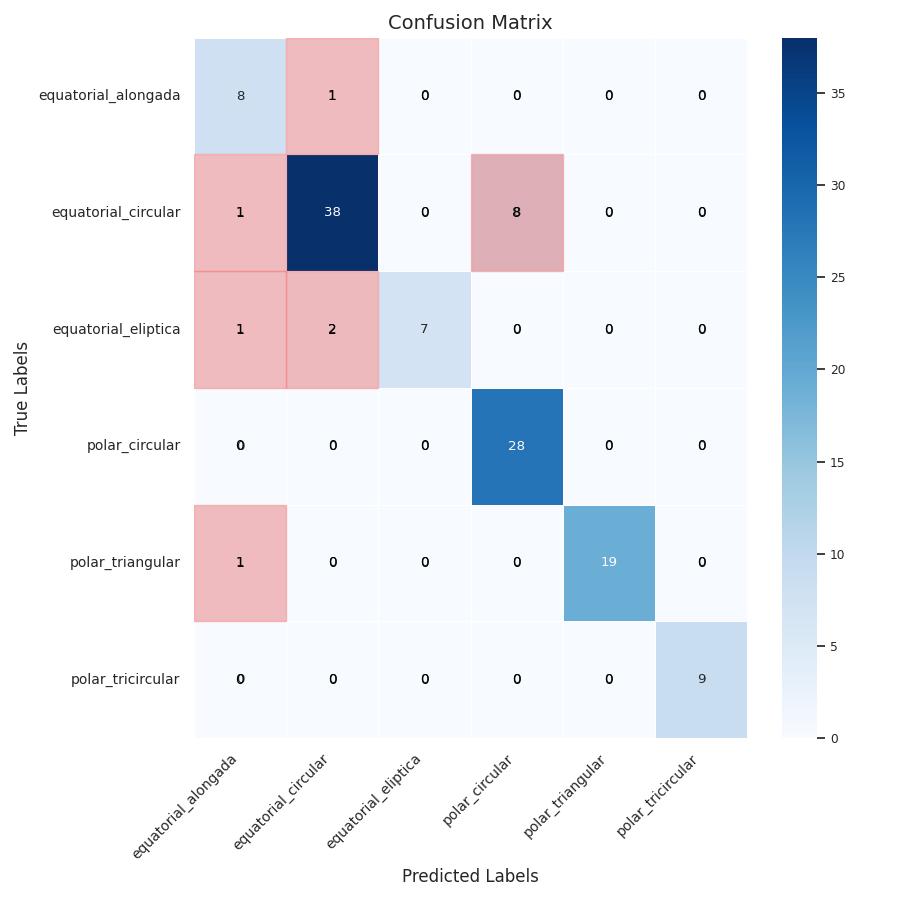 Confusion Matrix
True Labels
equatorial_alongada 8 1 0 0 0 0
equatorial_circular 1 38 0 8 0 0
equatorial_eliptica 1 2 7 0 0 0
polar_circular 0 0 0 28 0 0
polar_triangular 1 0 0 0 19 0
polar_tricircular 0 0 0 0 0 9
equatorial_alongada equatorial_circular equatorial_eliptica polar_circular polar_triangular polar_tricircular
Predicted Labels
35
30
25
20
15
10
5
0